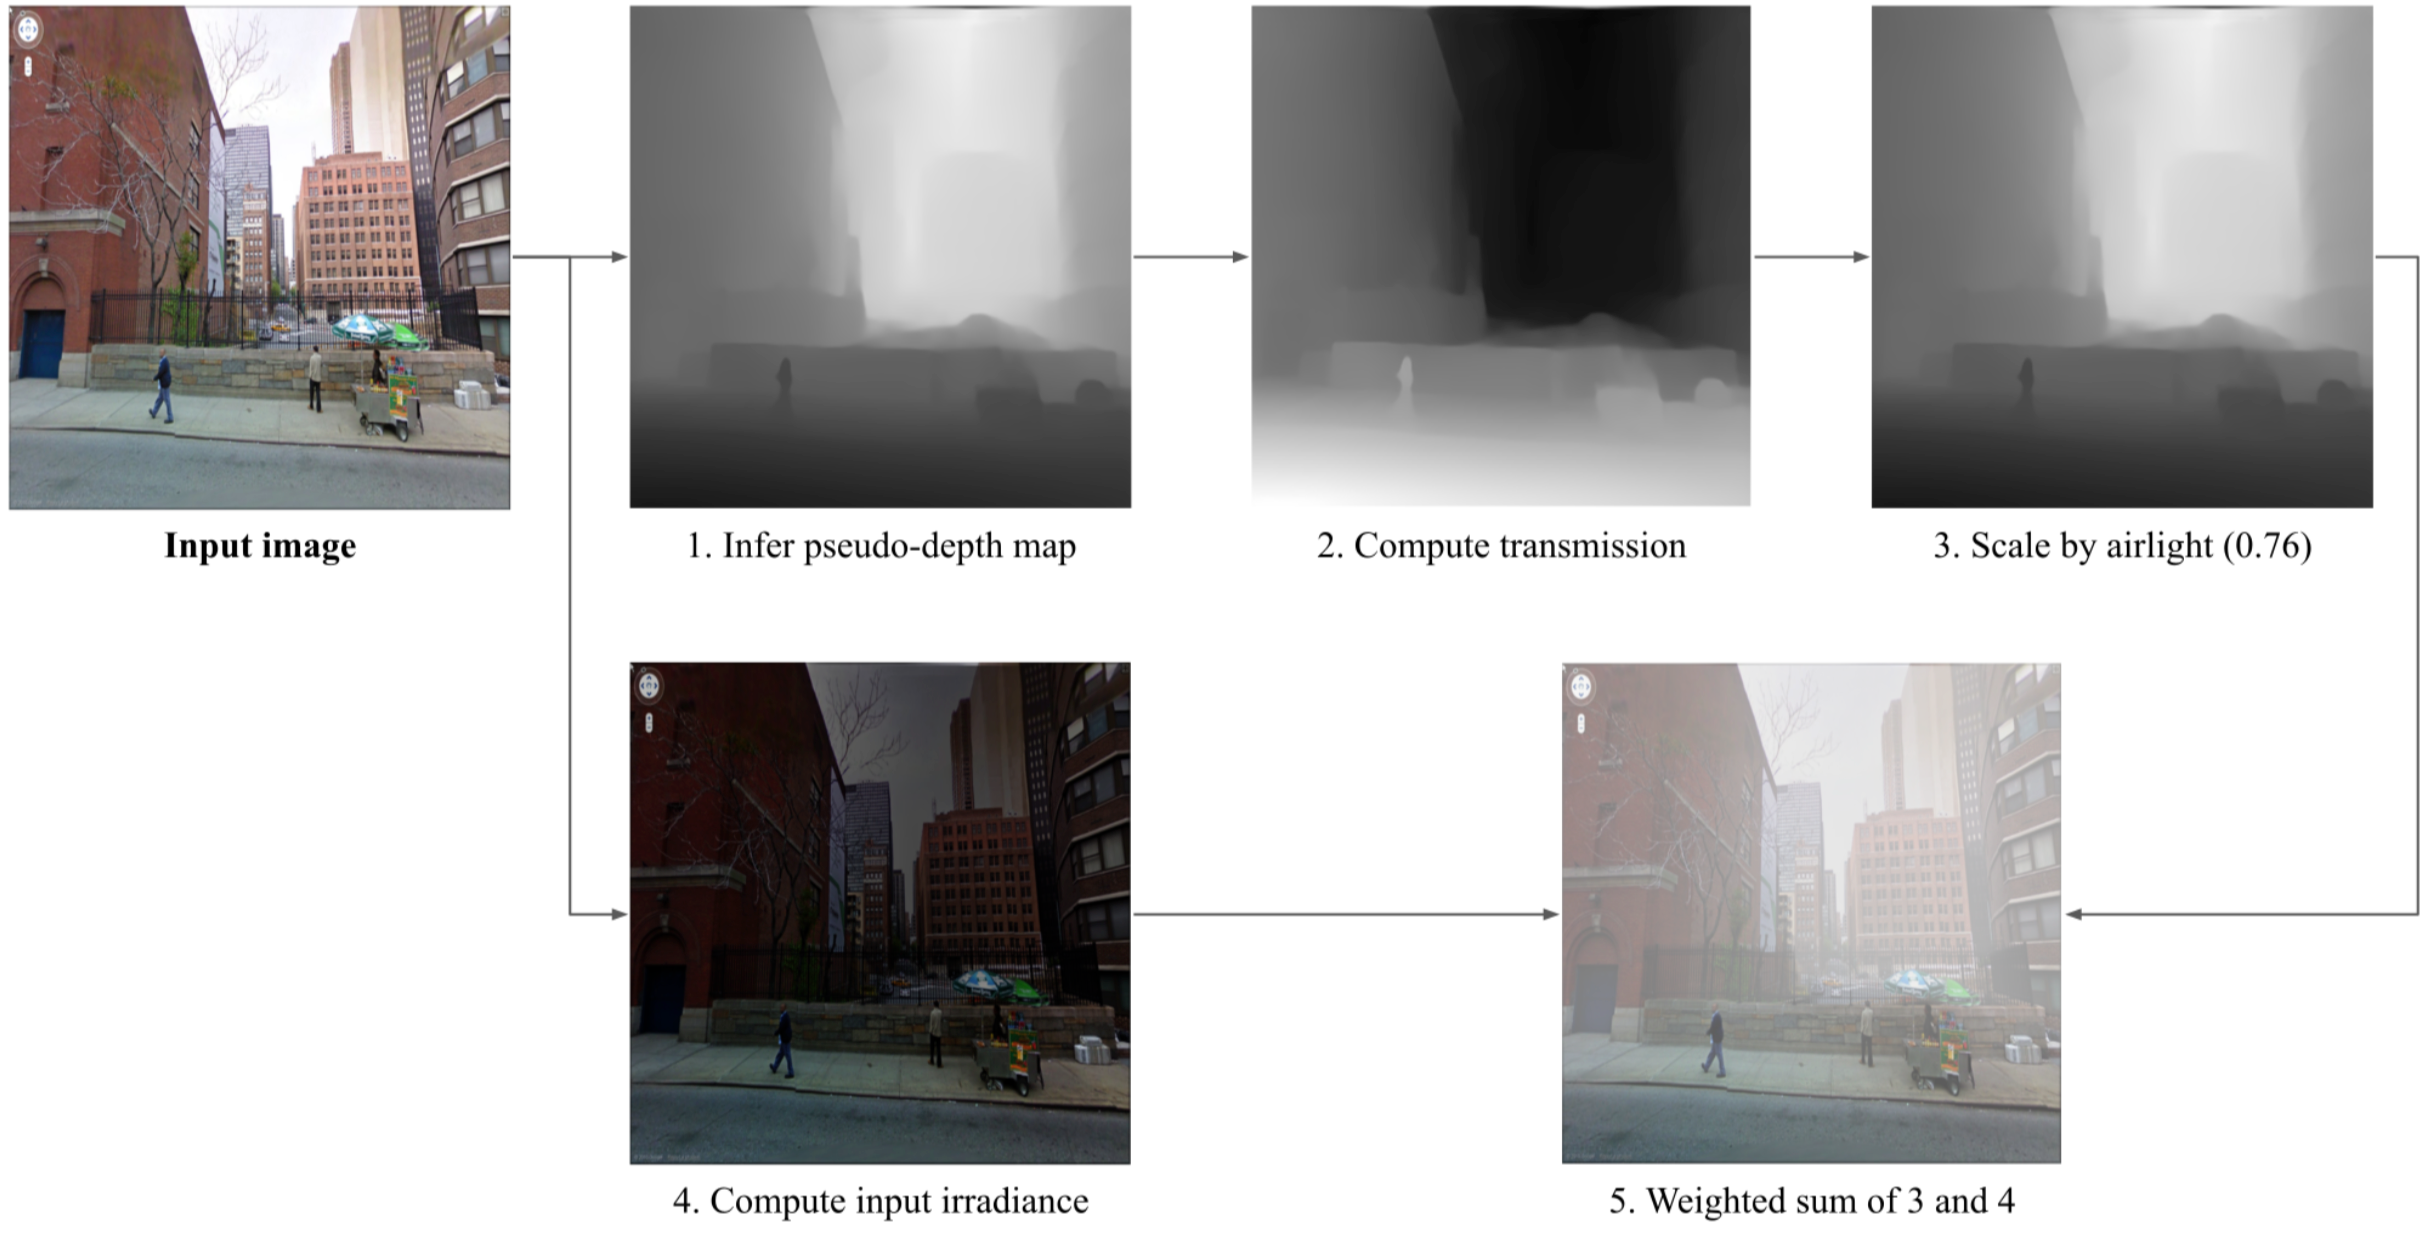 Input image
1. Infer pseudo-depth map
2. Compute transmission
3. Scale by airlight (0.76)
4. Compute input irradiance
5. Weighted sum of 3 and 4